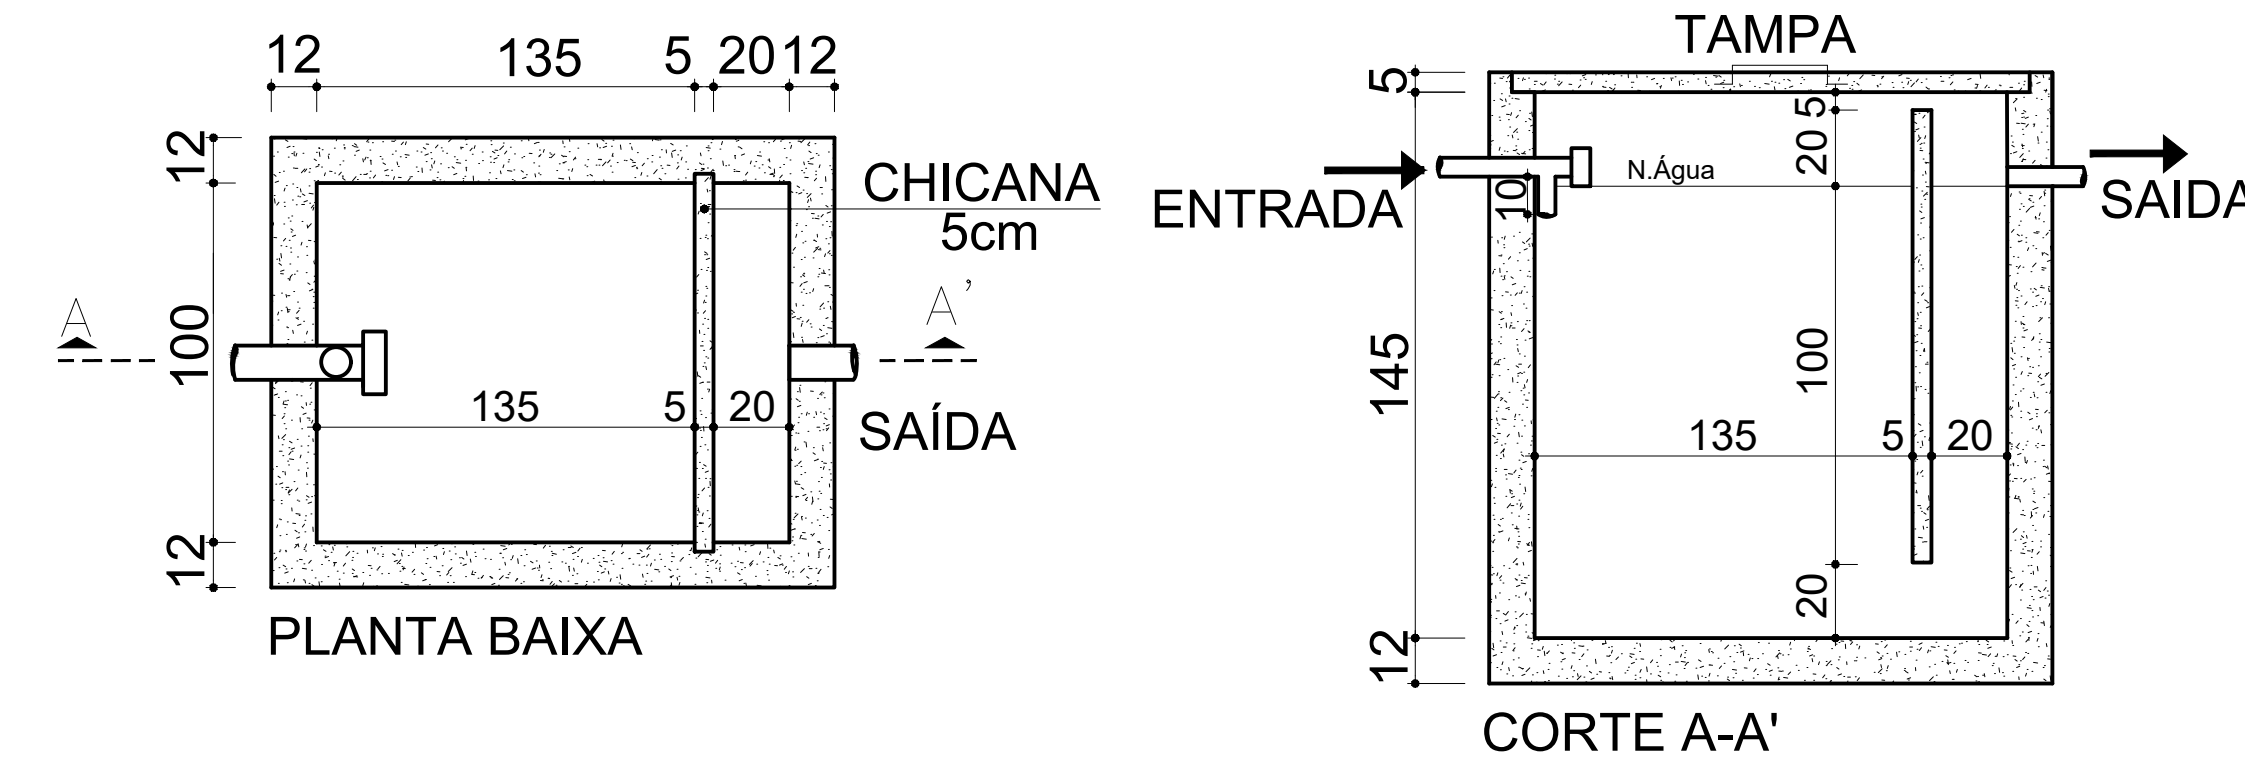 12 135 5 20 12
12
CHICANA
5cm
100
A A'
135 5 20
SAÍDA
12
PLANTA BAIXA
TAMPA
5
5
20
N.Água
10
ENTRADA
SAIDA
145
100
135 5 20
20
12
CORTE A-A'